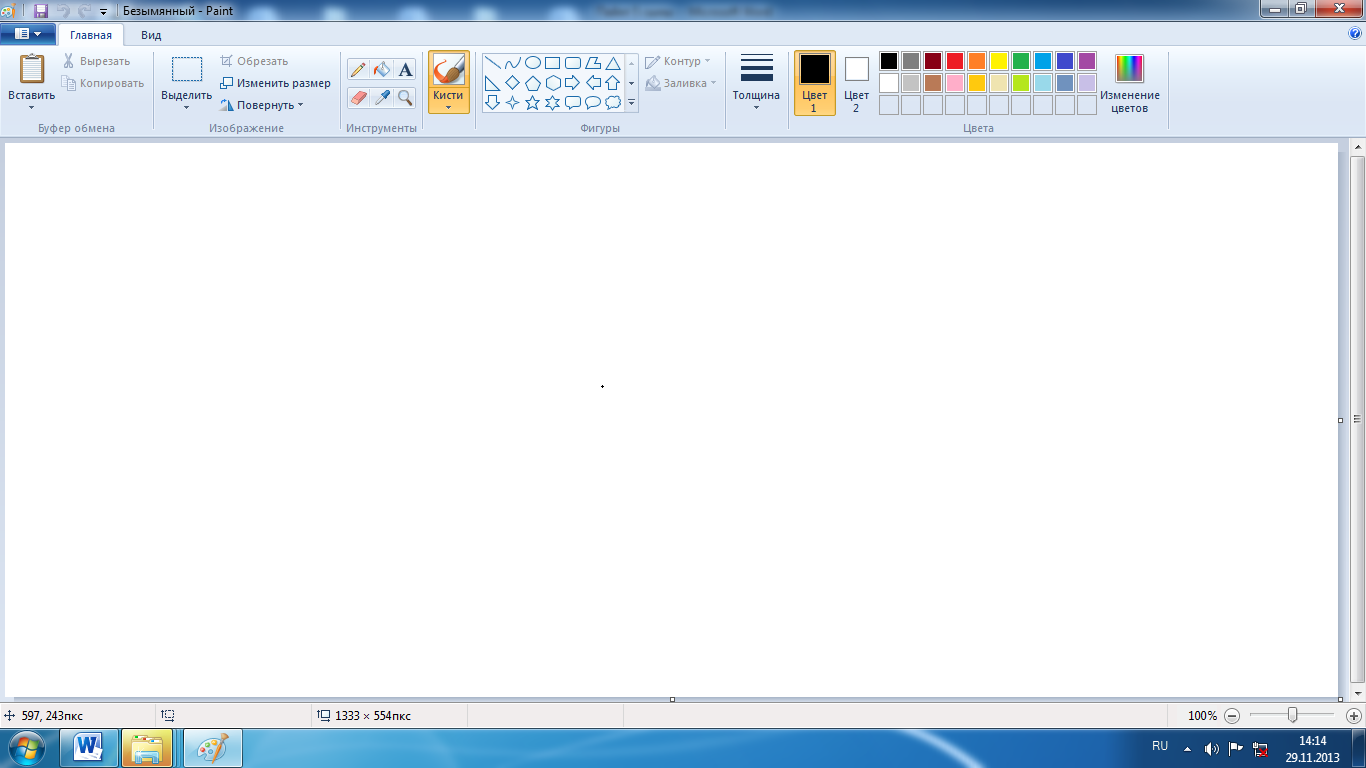 Безымянный - Paint
Главная
Вид
Вставить
Вырезать
Копировать
Буфер обмена
Выделить
Обрезать
Изменить размер
Повернуть
Изображение
A
Инструменты
Кисти
Контур
Заливка
Фигуры
Толщина
Цвет
1
Цвет
2
Изменение
цветов
Цвета
597, 243пкс
1333 × 554пкс
100%
RU
14:14
29.11.2013